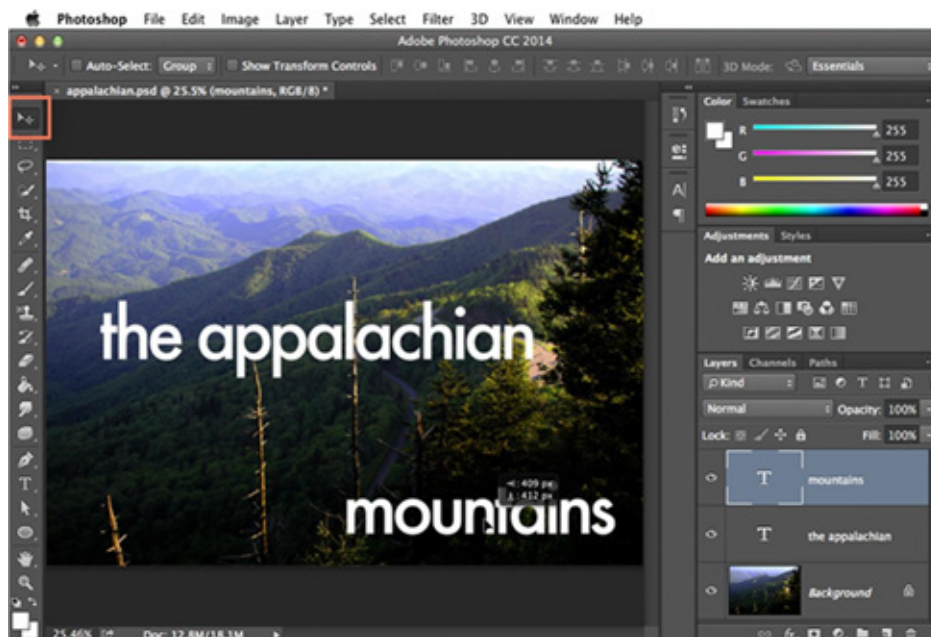 Photoshop File Edit Image Layer Type Select Filter 3D View Window Help
Adobe Photoshop CC 2014
Auto-Select: Group Show Transform Controls 3D Mode: Essentials
× appalachian.psd @ 25.5% (mountains, RGB/8) *
Color Swatches
R 255
G 255
B 255
Adjustments Styles
Add an adjustment
the appalachian
Layers Channels Paths
Kind
Normal Opacity: 100%
Lock: Fill: 100%
: 409 px
: 412 px
mountains
T mountains
T the appalachian
Background
25.46% Doc: 12.8M/18.1M